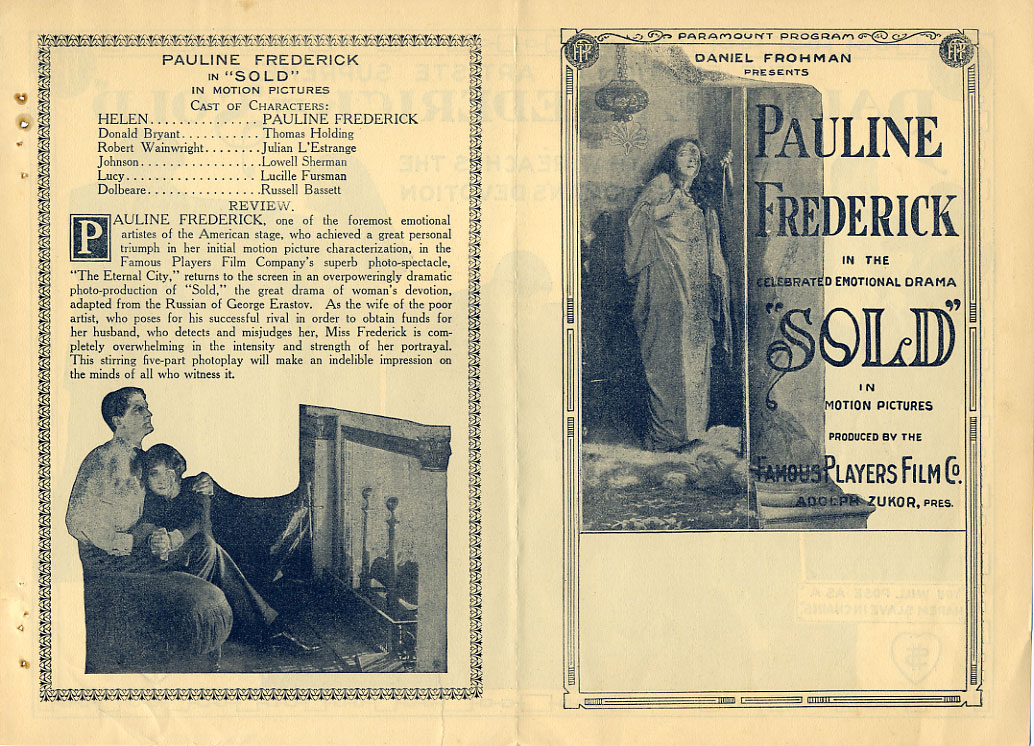 PAULINE FREDERICK
IN "SOLD"
IN MOTION PICTURES
CAST OF CHARACTERS:
HELEN.............. PAULINE FREDERICK
Donald Bryant.......... Thomas Holding
Robert Wainwright....... Julian L'Estrange
Johnson................ Lowell Sherman
Lucy................... Lucille Fursman
Dolbeare............... Russell Bassett
REVIEW.
PAULINE FREDERICK, one of the foremost emotional
artistes of the American stage, who achieved a great personal
triumph in her initial motion picture characterization, in the
Famous Players Film Company's superb photo-spectacle,
"The Eternal City," returns to the screen in an overpoweringly dramatic
photo-production of "Sold," the great drama of woman's devotion,
adapted from the Russian of George Erastov. As the wife of the poor
artist, who poses for his successful rival in order to obtain funds for
her husband, who detects and misjudges her, Miss Frederick is com-
pletely overwhelming in the intensity and strength of her portrayal.
This stirring five-part photoplay will make an indelible impression on
the minds of all who witness it.
PARAMOUNT PROGRAM
DANIEL FROHMAN
PRESENTS
PAULINE
FREDERICK
IN THE
CELEBRATED EMOTIONAL DRAMA
"SOLD"
IN
MOTION PICTURES
PRODUCED BY THE
FAMOUS PLAYERS FILM CO.
ADOLPH ZUKOR, PRES.
YOU WILL POSE AS A
HAREM SLAVE IN CHAINS